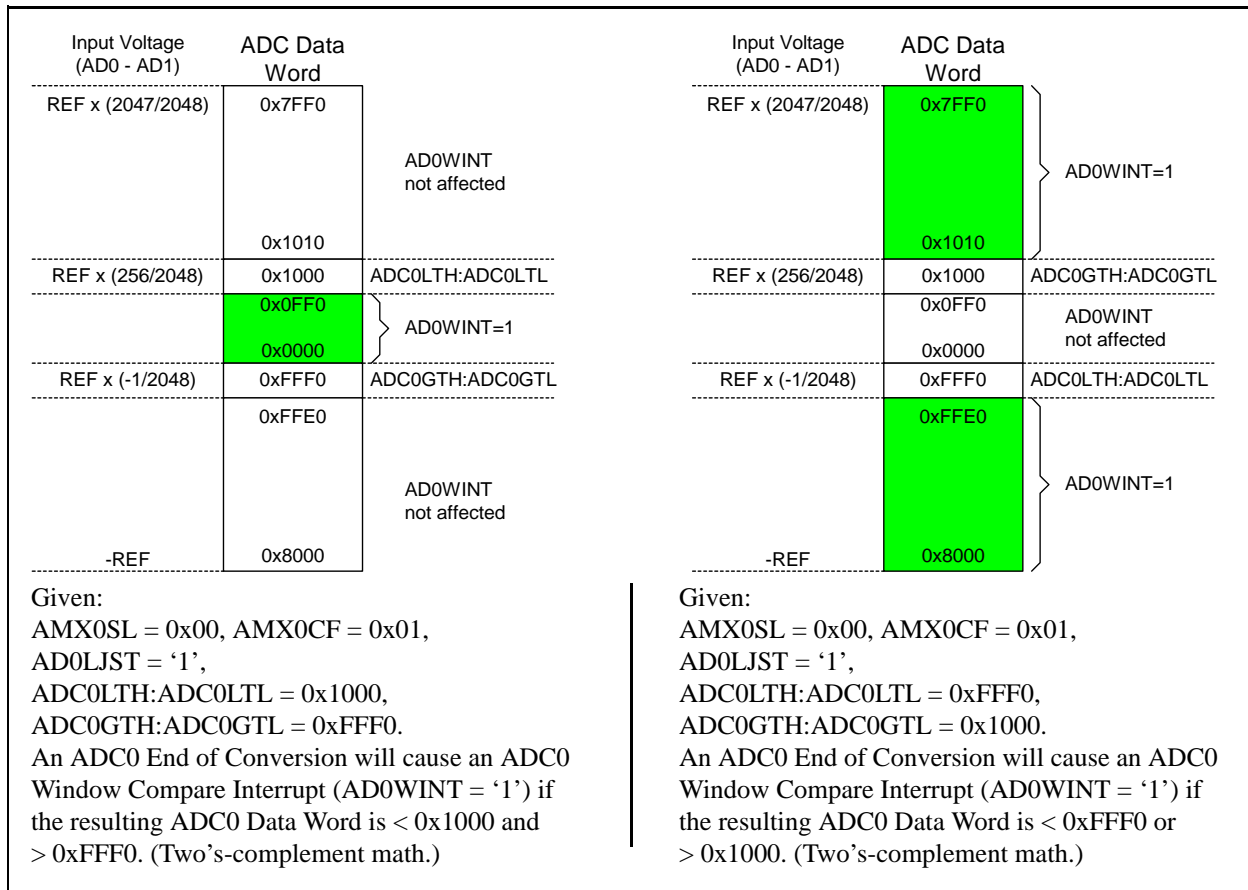 Input Voltage
(AD0 - AD1)
ADC Data
Word
REF x (2047/2048)
0x7FF0
AD0WINT
not affected
0x1010
REF x (256/2048)
0x1000
ADC0LTH:ADC0LTL
0x0FF0
AD0WINT=1
0x0000
REF x (-1/2048)
0xFFF0
ADC0GTH:ADC0GTL
0xFFE0
AD0WINT
not affected
-REF
0x8000
Given:
AMX0SL = 0x00, AMX0CF = 0x01,
AD0LJST = ‘1’,
ADC0LTH:ADC0LTL = 0x1000,
ADC0GTH:ADC0GTL = 0xFFF0.
An ADC0 End of Conversion will cause an ADC0
Window Compare Interrupt (AD0WINT = ‘1’) if
the resulting ADC0 Data Word is < 0x1000 and
> 0xFFF0. (Two’s-complement math.)
Input Voltage
(AD0 - AD1)
ADC Data
Word
REF x (2047/2048)
0x7FF0
AD0WINT=1
0x1010
REF x (256/2048)
0x1000
ADC0GTH:ADC0GTL
0x0FF0
AD0WINT
not affected
0x0000
REF x (-1/2048)
0xFFF0
ADC0LTH:ADC0LTL
0xFFE0
AD0WINT=1
-REF
0x8000
Given:
AMX0SL = 0x00, AMX0CF = 0x01,
AD0LJST = ‘1’,
ADC0LTH:ADC0LTL = 0xFFF0,
ADC0GTH:ADC0GTL = 0x1000.
An ADC0 End of Conversion will cause an ADC0
Window Compare Interrupt (AD0WINT = ‘1’) if
the resulting ADC0 Data Word is < 0xFFF0 or
> 0x1000. (Two’s-complement math.)